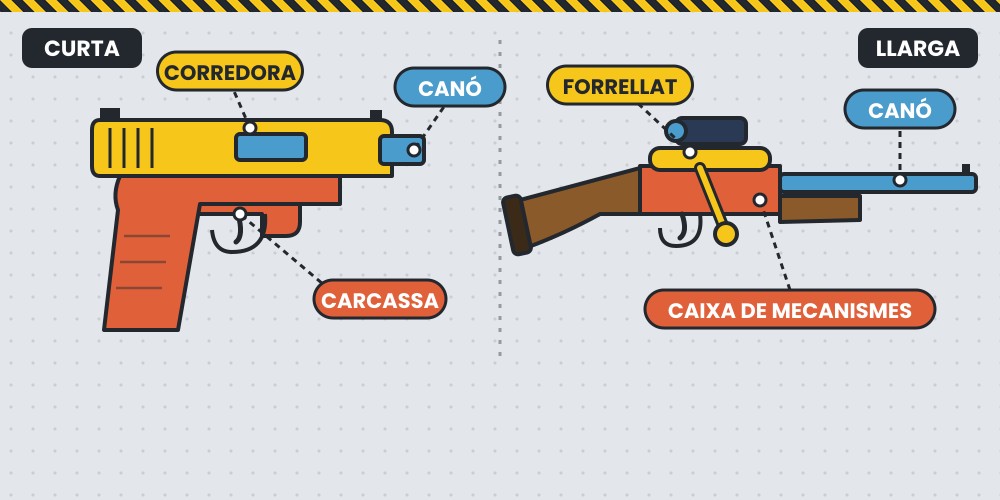 CURTA
CORREDORA
CANÓ
CARCASSA
LLARGA
FORRELLAT
CANÓ
CAIXA DE MECANISMES